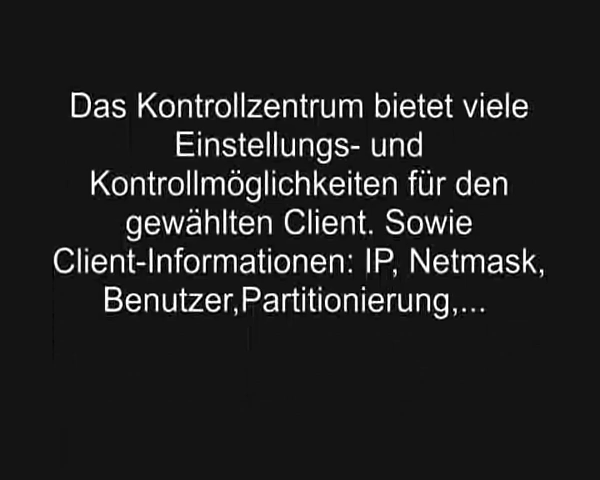 Das Kontrollzentrum bietet viele
Einstellungs- und
Kontrollmöglichkeiten für den
gewählten Client. Sowie
Client-Informationen: IP, Netmask,
Benutzer,Partitionierung,...